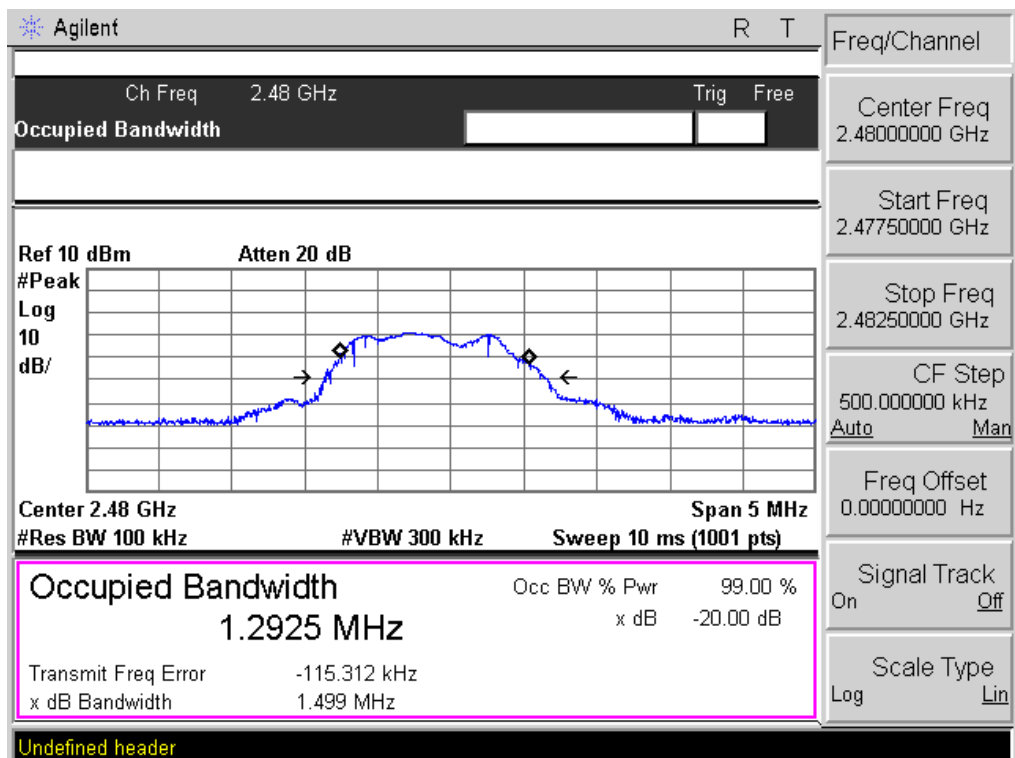 Agilent R T
Ch Freq 2.48 GHz Trig Free
Occupied Bandwidth
Ref 10 dBm Atten 20 dB
#Peak
Log
10
dB/
Center 2.48 GHz Span 5 MHz
#Res BW 100 kHz #VBW 300 kHz Sweep 10 ms (1001 pts)
Occupied Bandwidth Occ BW % Pwr 99.00 %
1.2925 MHz x dB -20.00 dB
Transmit Freq Error -115.312 kHz
x dB Bandwidth 1.499 MHz
Undefined header
Freq/Channel
Center Freq
2.48000000 GHz
Start Freq
2.47750000 GHz
Stop Freq
2.48250000 GHz
CF Step
500.000000 kHz
Auto Man
Freq Offset
0.00000000 Hz
Signal Track
On Off
Scale Type
Log Lin